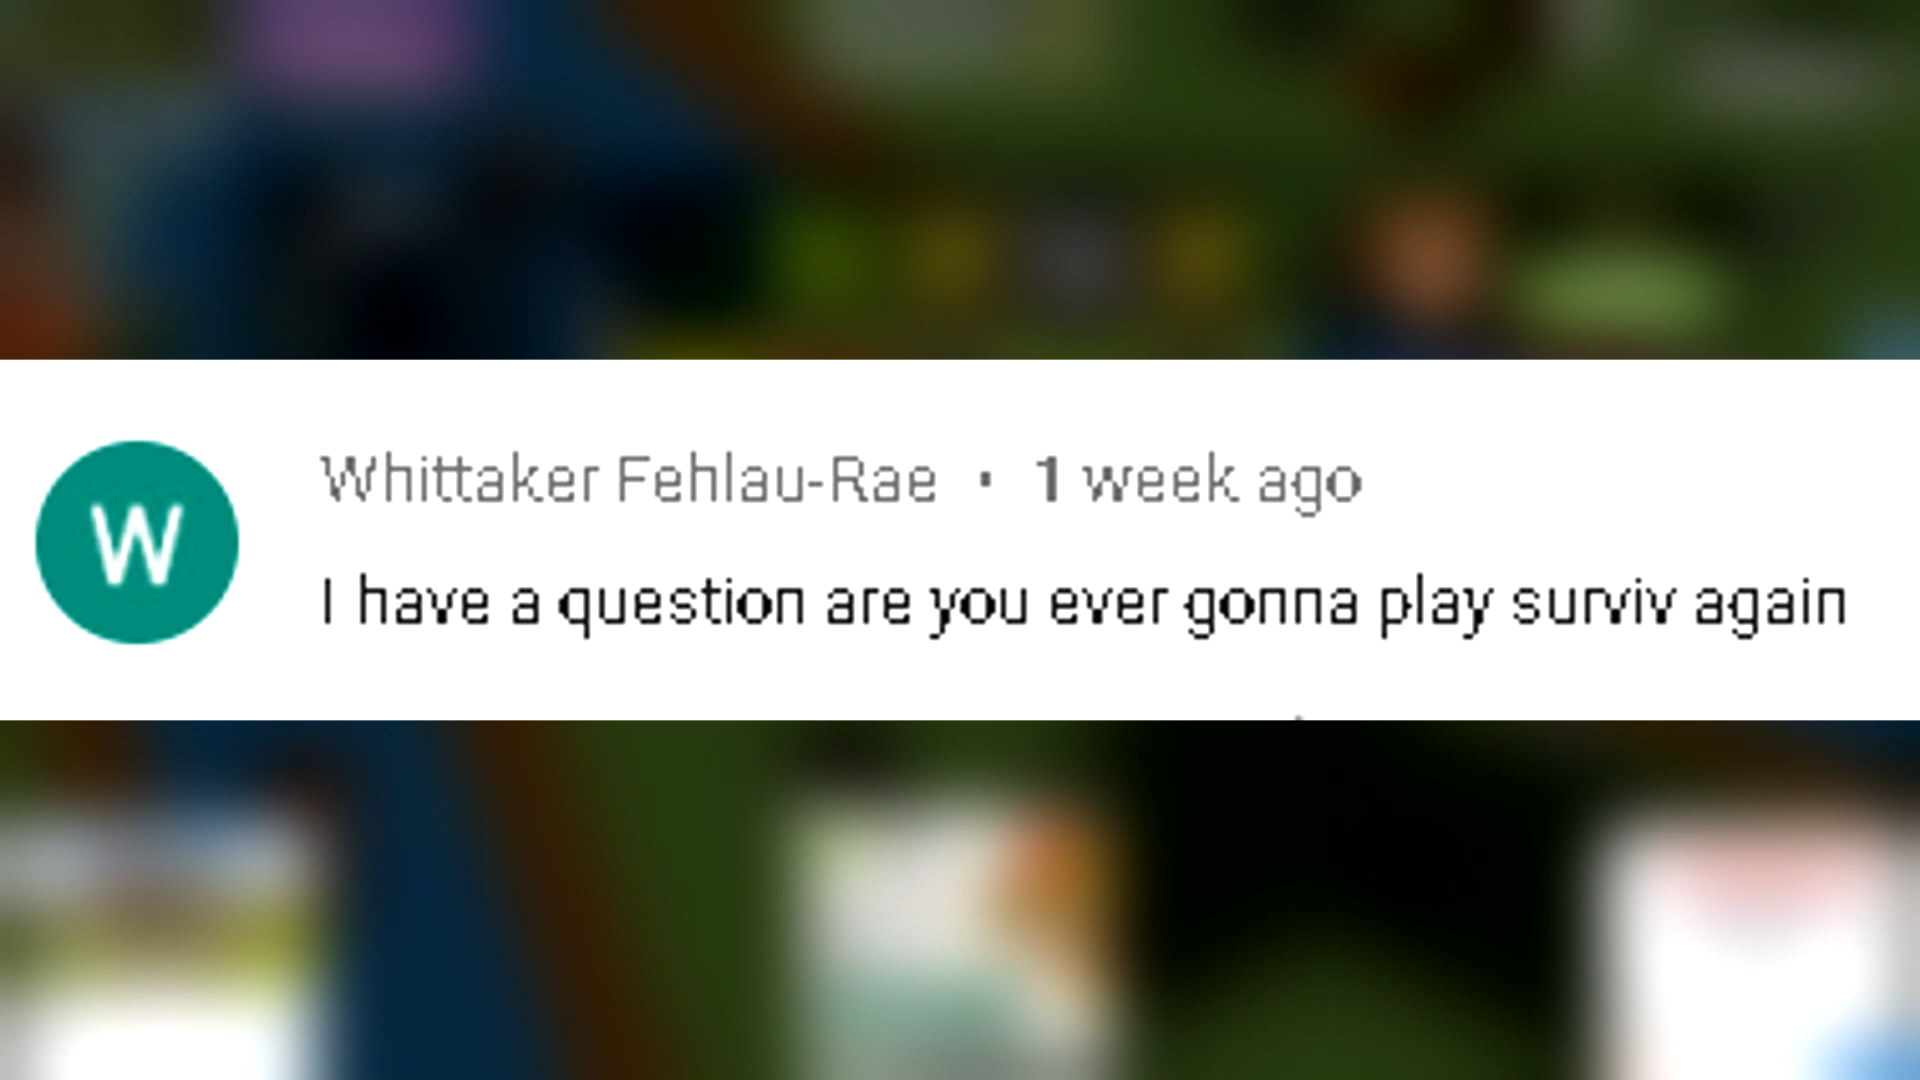 W
Whittaker Fehlau-Rae · 1 week ago
I have a question are you ever gonna play surviv again